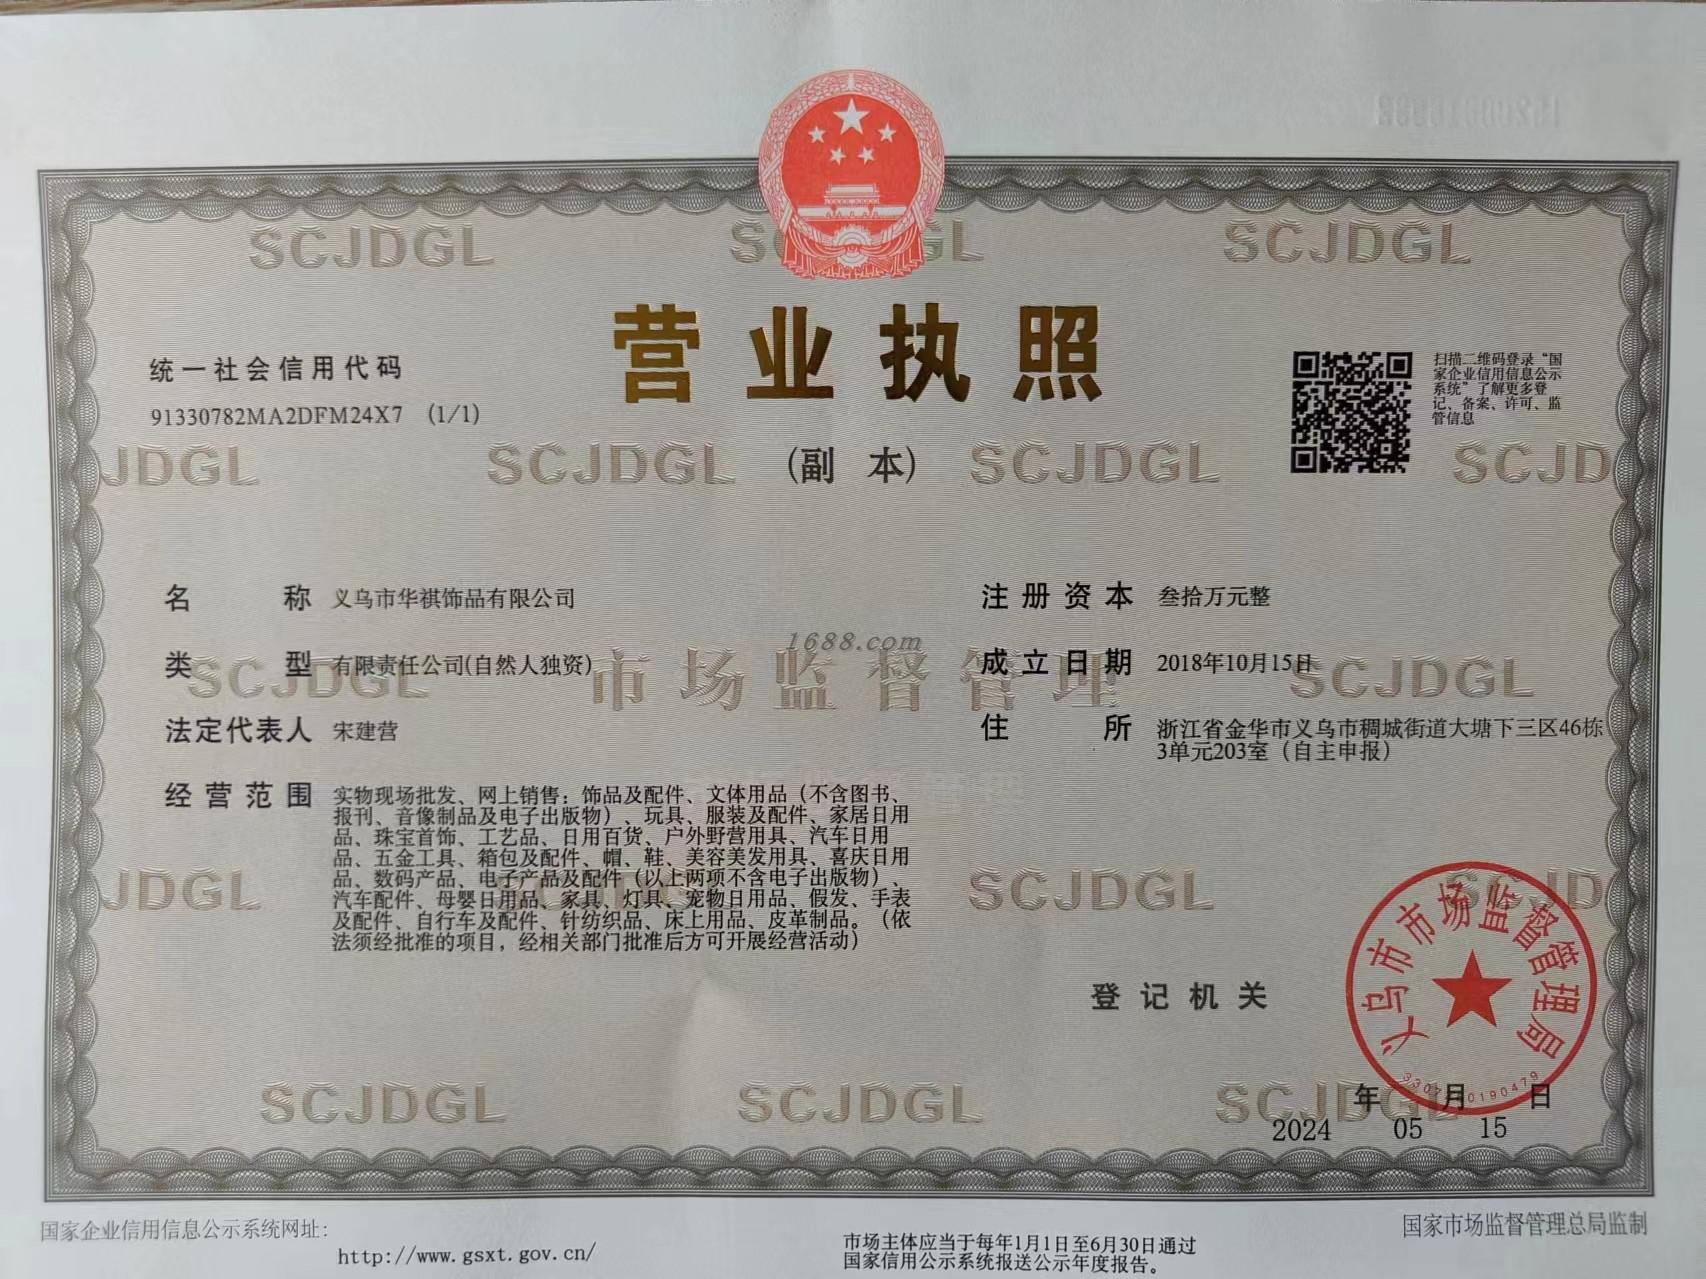 营业执照
(副 本)
统一社会信用代码
91330782MA2DFM24X7 (1/1)
扫描二维码登录“国
家企业信用信息公示
系统”了解更多登
记、备案、许可、监
管信息
名 称 义乌市华祺饰品有限公司
类 型 有限责任公司(自然人独资)
法定代表人 宋建营
经营范围 实物现场批发、网上销售：饰品及配件、文体用品（不含图书、
报刊、音像制品及电子出版物）、玩具、服装及配件、家居日用
品、珠宝首饰、工艺品、日用百货、户外野营用具、汽车日用
品、五金工具、箱包及配件、帽、鞋、美容美发用具、喜庆日用
品、数码产品、电子产品及配件（以上两项不含电子出版物）、
汽车配件、母婴日用品、家具、灯具、宠物日用品、假发、手表
及配件、自行车及配件、针纺织品、床上用品、皮革制品。（依
法须经批准的项目，经相关部门批准后方可开展经营活动）
注册资本 叁拾万元整
成立日期 2018年10月15日
住 所 浙江省金华市义乌市稠城街道大塘下三区46栋
3单元203室（自主申报）
1688.com
市场监督管理
SCJDGL SCJDGL
SCJDGL SCJDGL
SCJDGL SCJDGL
SCJDGL
SCJDGL SCJDGL
登记机关
义乌市市场监督管理局
年 月 日
2024 05 15
国家企业信用信息公示系统网址：
http://www.gsxt.gov.cn/
市场主体应当于每年1月1日至6月30日通过
国家信用公示系统报送公示年度报告。
国家市场监督管理总局监制